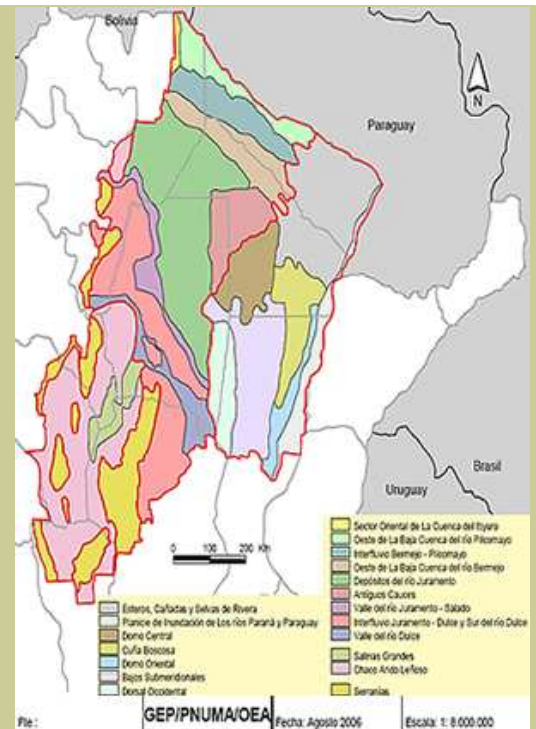 Bolivia
N
Paraguay
Brasil
Uruguay
0 100 200 Km
Sector Oriental de La Cuenca del Itiyuro
Oeste de La Baja Cuenca del río Pilcomayo
Interfluvio Bermejo - Pilcomayo
Oeste de La Baja Cuenca del río Bermejo
Depósitos del río Juramento
Antiguos Cauces
Valle del río Juramento - Salado
Interfluvio Juramento - Dulce y Sur del río Dulce
Valle del río Dulce
Salinas Grandes
Chaco Arido Leñoso
Serranías
Esteros, Cañadas y Selvas de Rivera
Planicie de Inundación de Los ríos Paraná y Paraguay
Domo Central
Cuña Boscosa
Domo Oriental
Bajos Submeridionales
Dorsal Occidental
Fte :
GEP/PNUMA/OEA
Fecha: Agosto 2006
Escala: 1: 8.000.000